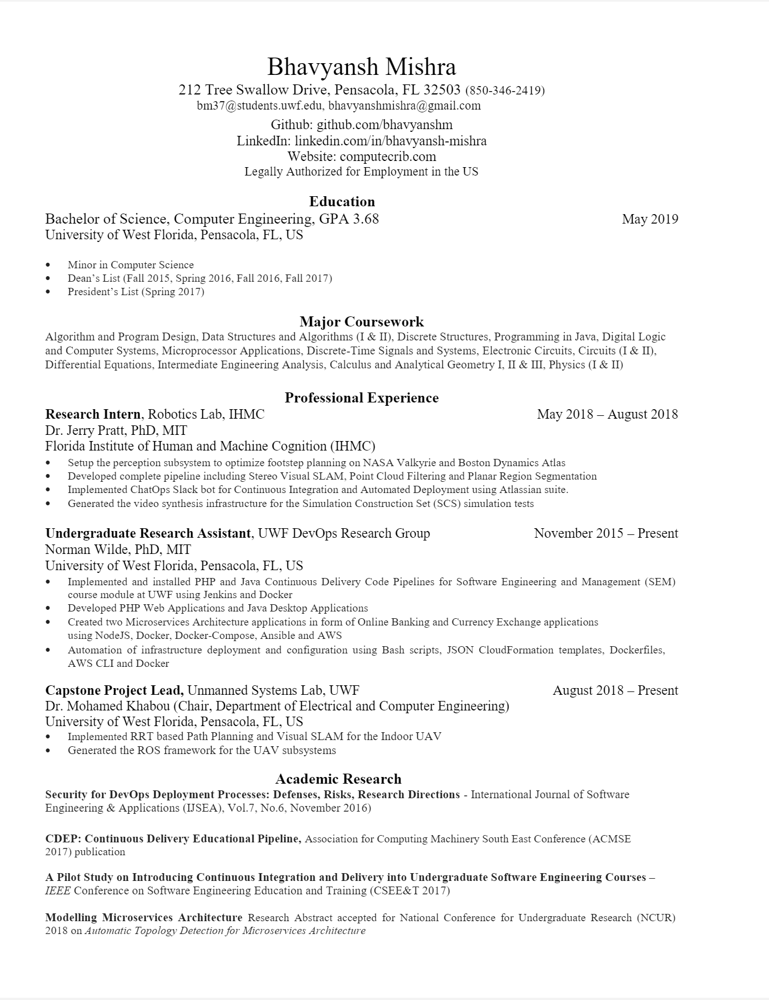 Bhavyansh Mishra
212 Tree Swallow Drive, Pensacola, FL 32503 (850-346-2419)
bm37@students.uwf.edu, bhavyanshmishra@gmail.com
Github: github.com/bhavyanshm
LinkedIn: linkedin.com/in/bhavyansh-mishra
Website: computecrib.com
Legally Authorized for Employment in the US
Education
Bachelor of Science, Computer Engineering, GPA 3.68 May 2019
University of West Florida, Pensacola, FL, US
• Minor in Computer Science
• Dean’s List (Fall 2015, Spring 2016, Fall 2016, Fall 2017)
• President’s List (Spring 2017)
Major Coursework
Algorithm and Program Design, Data Structures and Algorithms (I & II), Discrete Structures, Programming in Java, Digital Logic
and Computer Systems, Microprocessor Applications, Discrete-Time Signals and Systems, Electronic Circuits, Circuits (I & II),
Differential Equations, Intermediate Engineering Analysis, Calculus and Analytical Geometry I, II & III, Physics (I & II)
Professional Experience
Research Intern, Robotics Lab, IHMC May 2018 – August 2018
Dr. Jerry Pratt, PhD, MIT
Florida Institute of Human and Machine Cognition (IHMC)
• Setup the perception subsystem to optimize footstep planning on NASA Valkyrie and Boston Dynamics Atlas
• Developed complete pipeline including Stereo Visual SLAM, Point Cloud Filtering and Planar Region Segmentation
• Implemented ChatOps Slack bot for Continuous Integration and Automated Deployment using Atlassian suite.
• Generated the video synthesis infrastructure for the Simulation Construction Set (SCS) simulation tests
Undergraduate Research Assistant, UWF DevOps Research Group November 2015 – Present
Norman Wilde, PhD, MIT
University of West Florida, Pensacola, FL, US
• Implemented and installed PHP and Java Continuous Delivery Code Pipelines for Software Engineering and Management (SEM)
course module at UWF using Jenkins and Docker
• Developed PHP Web Applications and Java Desktop Applications
• Created two Microservices Architecture applications in form of Online Banking and Currency Exchange applications
using NodeJS, Docker, Docker-Compose, Ansible and AWS
• Automation of infrastructure deployment and configuration using Bash scripts, JSON CloudFormation templates, Dockerfiles,
AWS CLI and Docker
Capstone Project Lead, Unmanned Systems Lab, UWF August 2018 – Present
Dr. Mohamed Khabou (Chair, Department of Electrical and Computer Engineering)
University of West Florida, Pensacola, FL, US
• Implemented RRT based Path Planning and Visual SLAM for the Indoor UAV
• Generated the ROS framework for the UAV subsystems
Academic Research
Security for DevOps Deployment Processes: Defenses, Risks, Research Directions - International Journal of Software
Engineering & Applications (IJSEA), Vol.7, No.6, November 2016)
CDEP: Continuous Delivery Educational Pipeline, Association for Computing Machinery South East Conference (ACMSE
2017) publication
A Pilot Study on Introducing Continuous Integration and Delivery into Undergraduate Software Engineering Courses –
IEEE Conference on Software Engineering Education and Training (CSEE&T 2017)
Modelling Microservices Architecture Research Abstract accepted for National Conference for Undergraduate Research (NCUR)
2018 on Automatic Topology Detection for Microservices Architecture